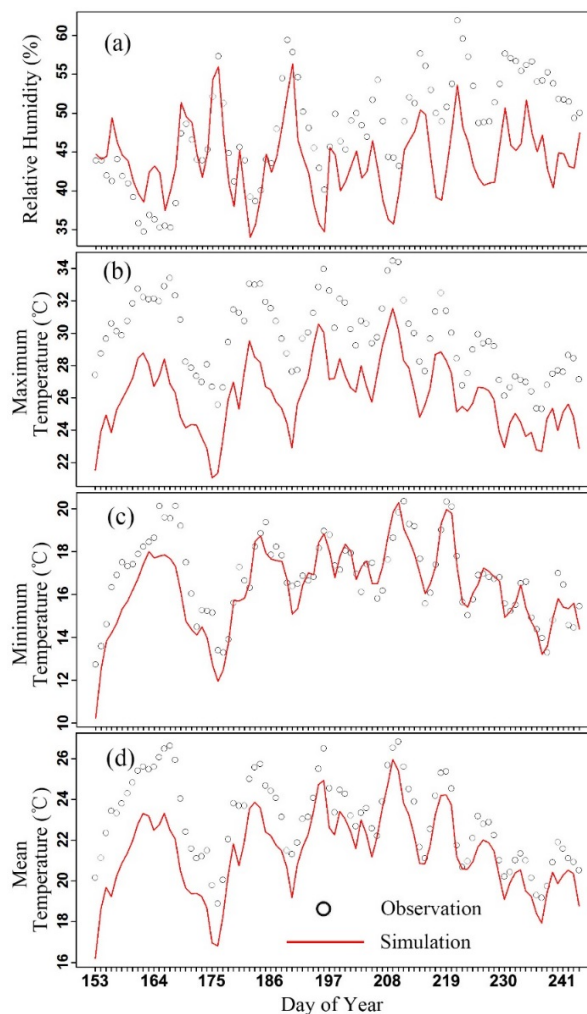 (a)
Relative Humidity (%)
60
55
50
45
40
35
(b)
Maximum
Temperature (℃)
34
32
30
28
26
24
22
(c)
Minimum
Temperature (℃)
20
18
16
14
12
10
(d)
Mean
Temperature (℃)
26
24
22
20
18
16
Observation
Simulation
153 164 175 186 197 208 219 230 241
Day of Year